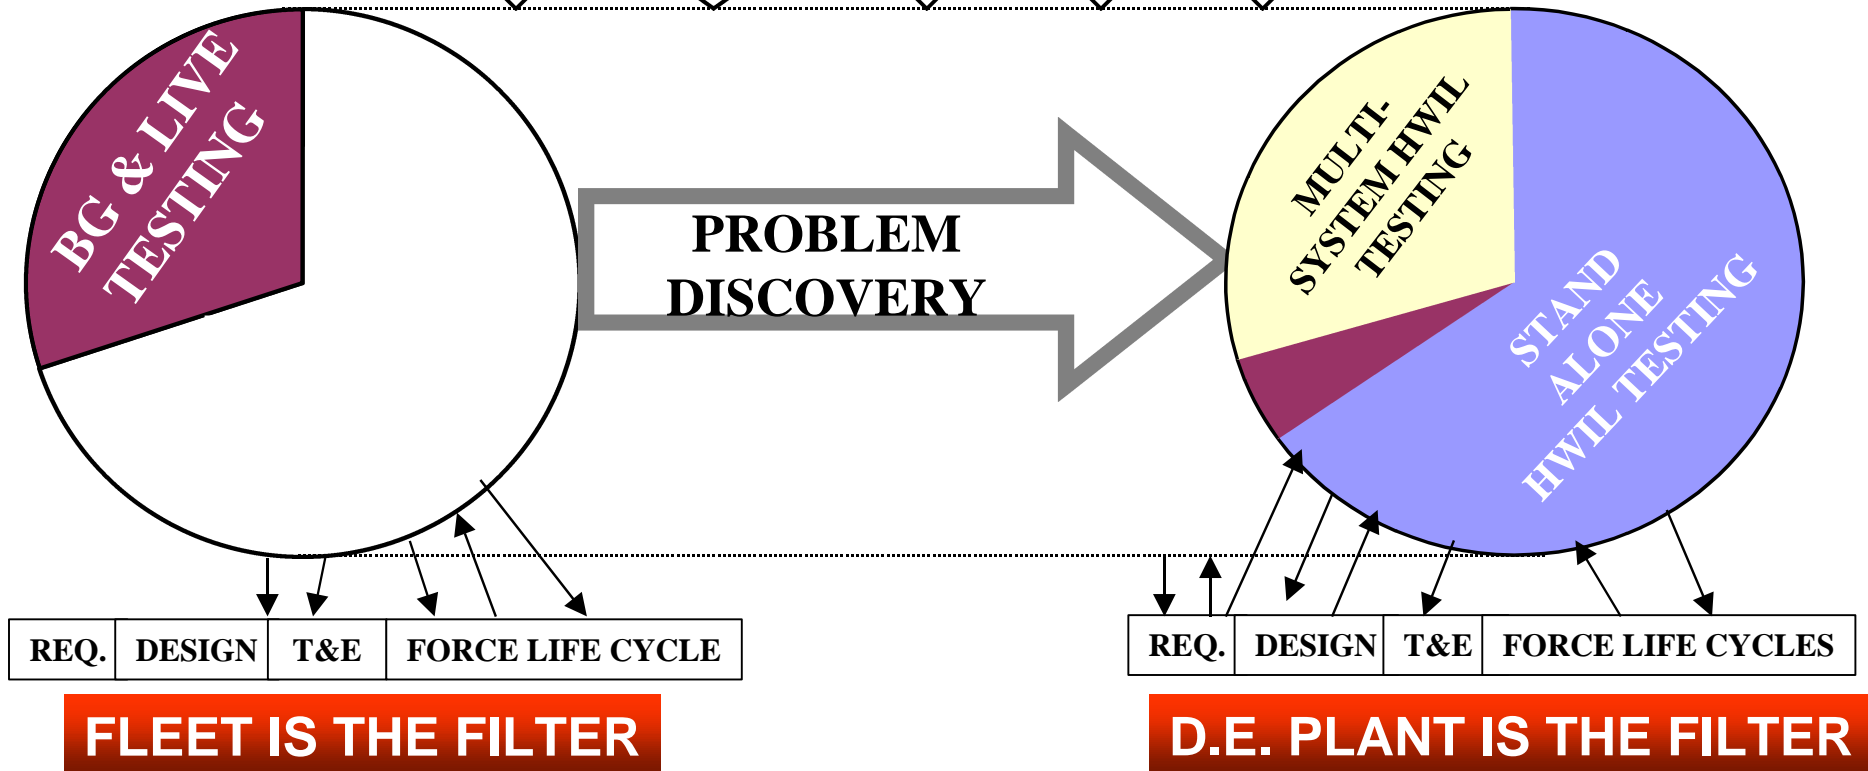 BG & LIVE
TESTING
PROBLEM
DISCOVERY
MULTI-
SYSTEM HWIL
TESTING
STAND
ALONE
HWIL TESTING
REQ. DESIGN T&E FORCE LIFE CYCLE
REQ. DESIGN T&E FORCE LIFE CYCLES
FLEET IS THE FILTER
D.E. PLANT IS THE FILTER